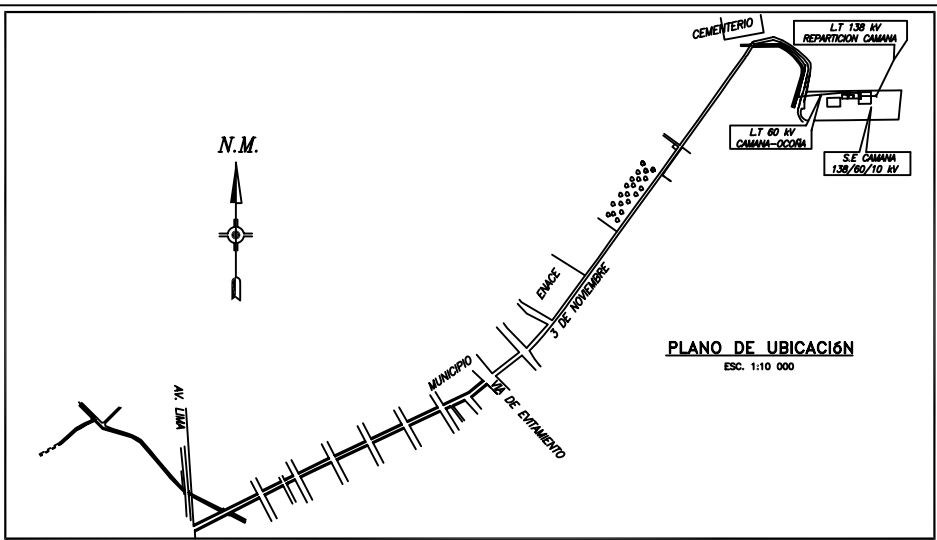 CEMENTERIO
L.T 138 kV
REPARTICION CAMANA
L.T 60 kV
CAMANA-OCOÑA
S.E CAMANA
138/60/10 kV
N.M.
ENACE
3 DE NOVIEMBRE
PLANO DE UBICACIóN
ESC. 1:10 000
MUNICIPIO
VIA DE EVITAMIENTO
AV. LIMA